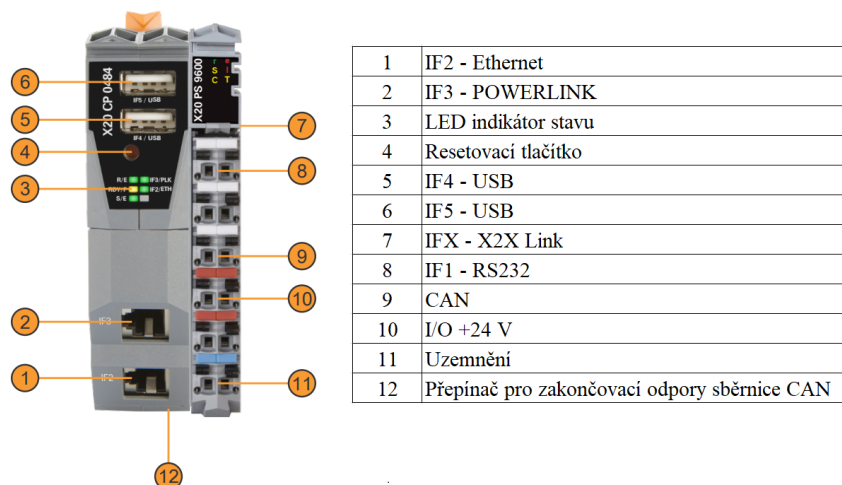 6
5
4
3
2
1
12
7
8
9
10
11
X20 CP 0484
IF5 / USB
IF4 / USB
R/E
IF3/PLK
RDY/F
IF2/ETH
S/E
IF3
IF2
X20 PS 9600
r e
S I
C T
1 IF2 - Ethernet
2 IF3 - POWERLINK
3 LED indikátor stavu
4 Resetovací tlačítko
5 IF4 - USB
6 IF5 - USB
7 IFX - X2X Link
8 IF1 - RS232
9 CAN
10 I/O +24 V
11 Uzemnění
12 Přepínač pro zakončovací odpory sběrnice CAN